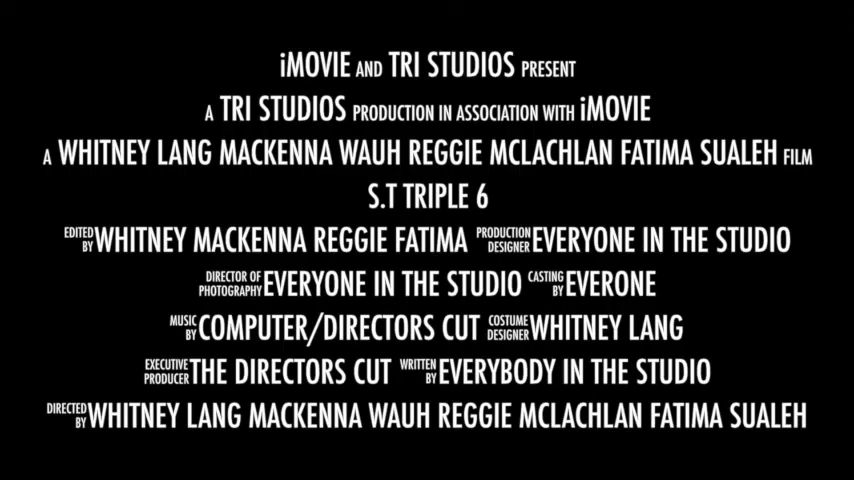 iMOVIE AND TRI STUDIOS PRESENT
A TRI STUDIOS PRODUCTION IN ASSOCIATION WITH iMOVIE
A WHITNEY LANG MACKENNA WAUH REGGIE MCLACHLAN FATIMA SUALEH FILM
S.T TRIPLE 6
EDITED BY WHITNEY MACKENNA REGGIE FATIMA PRODUCTION DESIGNER EVERYONE IN THE STUDIO
DIRECTOR OF PHOTOGRAPHY EVERYONE IN THE STUDIO CASTING BY EVERONE
MUSIC BY COMPUTER/DIRECTORS CUT COSTUME DESIGNER WHITNEY LANG
EXECUTIVE PRODUCER THE DIRECTORS CUT WRITTEN BY EVERYBODY IN THE STUDIO
DIRECTED BY WHITNEY LANG MACKENNA WAUH REGGIE MCLACHLAN FATIMA SUALEH